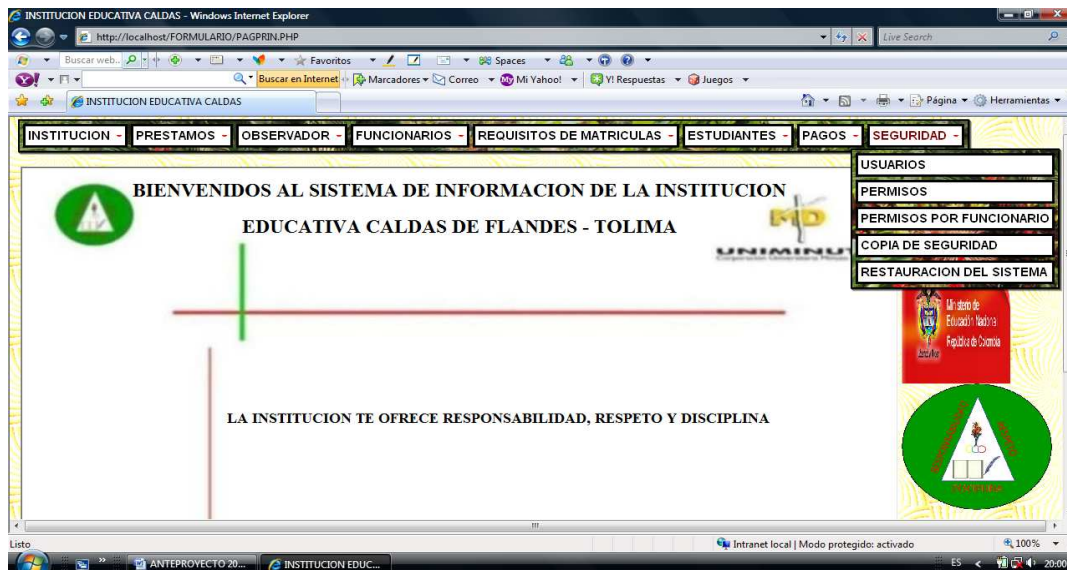 INSTITUCION EDUCATIVA CALDAS - Windows Internet Explorer
http://localhost/FORMULARIO/PAGPRIN.PHP
Live Search
Buscar web..
Favoritos
Spaces
Buscar en Internet
Marcadores
Correo
Mi Yahoo!
Y! Respuestas
Juegos
INSTITUCION EDUCATIVA CALDAS
Página
Herramientas
INSTITUCION - PRESTAMOS - OBSERVADOR - FUNCIONARIOS - REQUISITOS DE MATRICULAS - ESTUDIANTES - PAGOS - SEGURIDAD -
USUARIOS
PERMISOS
PERMISOS POR FUNCIONARIO
COPIA DE SEGURIDAD
RESTAURACION DEL SISTEMA
BIENVENIDOS AL SISTEMA DE INFORMACION DE LA INSTITUCION
EDUCATIVA CALDAS DE FLANDES - TOLIMA
MD
UNIMINUT
Ministerio de
Educación Nacional
República de Colombia
LA INSTITUCION TE OFRECE RESPONSABILIDAD, RESPETO Y DISCIPLINA
Listo
Intranet local | Modo protegido: activado
100%
ANTEPROYECTO 20...
INSTITUCION EDUC...
ES
20:00